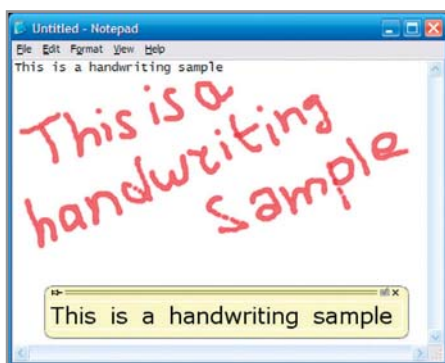 Untitled - Notepad
File Edit Format View Help
This is a handwriting sample
This is a
handwriting
sample
This is a handwriting sample